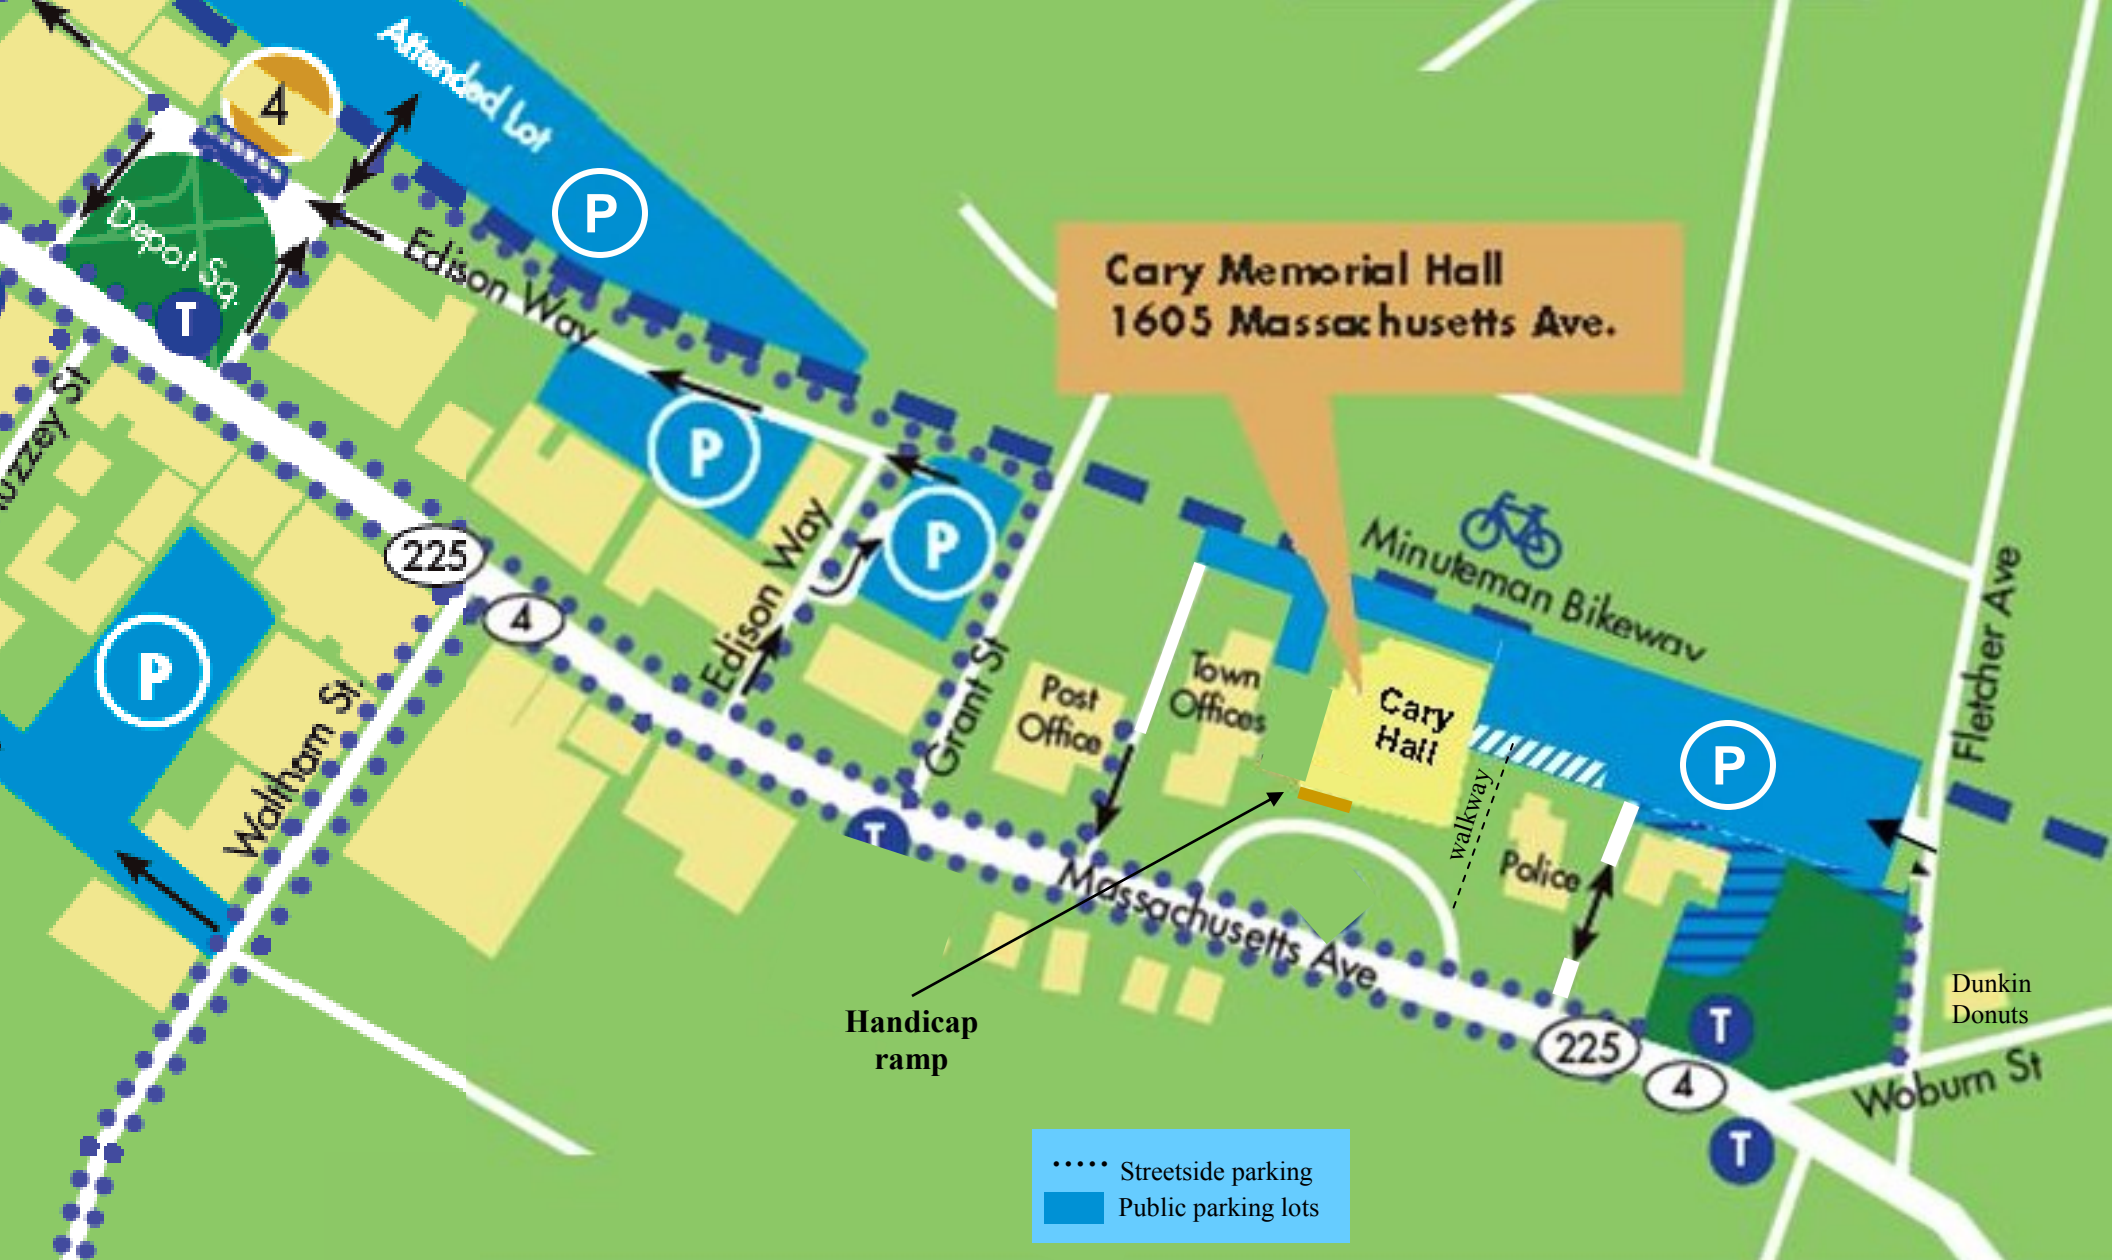 Attended Lot
4
P
Depot Sq.
T
Edison Way
Cary Memorial Hall
1605 Massachusetts Ave.
P
P
uzzey St
225
4
Edison Way
Grant St
P
Waltham St.
T
Post
Office
Town
Offices
Cary
Hall
Minuteman Bikeway
Fletcher Ave
P
walkway
Police
Massachusetts Ave.
Handicap
ramp
Dunkin
Donuts
T
225
4
Woburn St
T
Streetside parking
Public parking lots